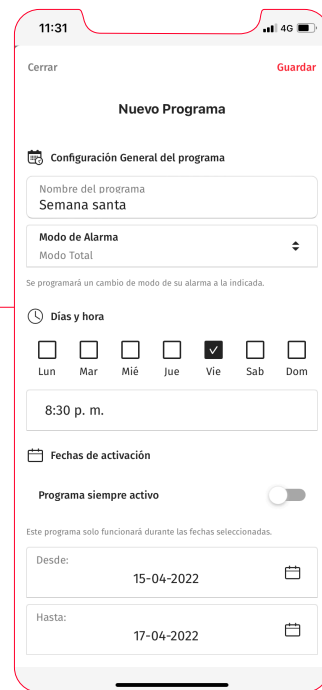 11:31
4G
Cerrar
Guardar
Nuevo Programa
Configuración General del programa
Nombre del programa
Semana santa
Modo de Alarma
Modo Total
Se programará un cambio de modo de su alarma a la indicada.
Días y hora
Lun Mar Mié Jue Vie Sab Dom
8:30 p. m.
Fechas de activación
Programa siempre activo
Este programa solo funcionará durante las fechas seleccionadas.
Desde:
15-04-2022
Hasta:
17-04-2022